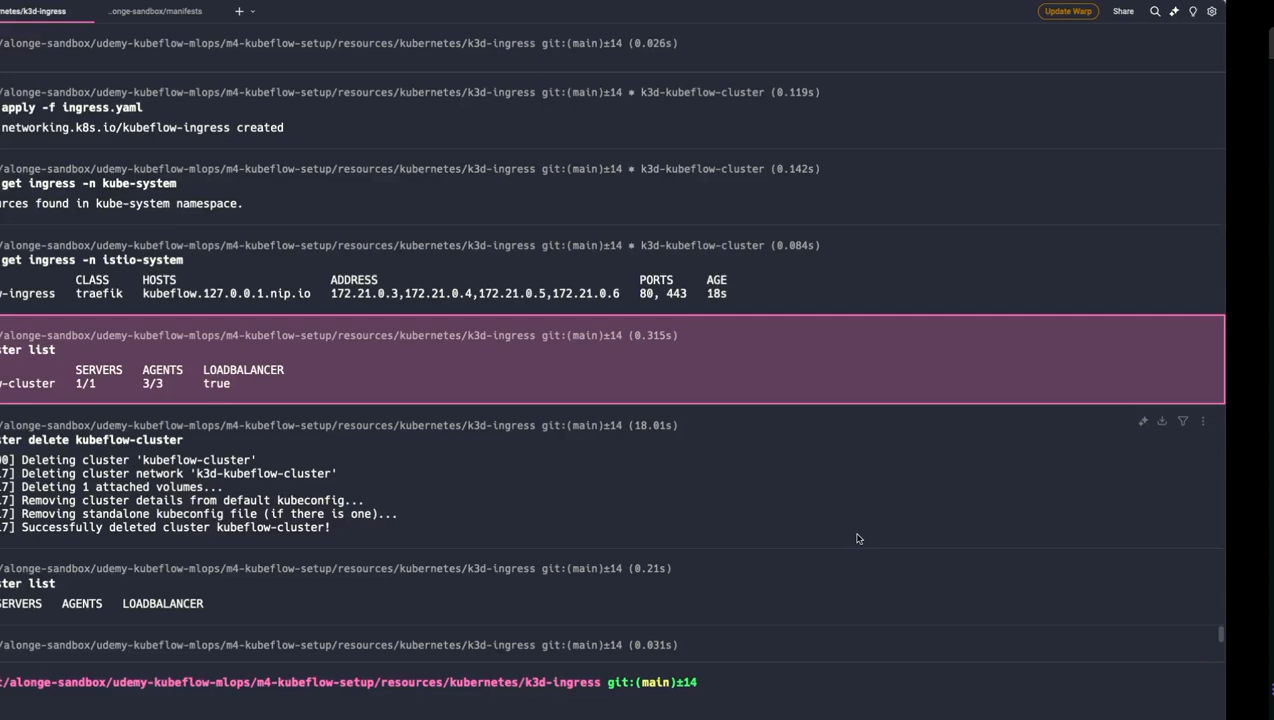 netes/k3d-ingress ..onge-sandbox/manifests Update Warp Share
/alonge-sandbox/udemy-kubeflow-mlops/m4-kubeflow-setup/resources/kubernetes/k3d-ingress git:(main)±14 (0.026s)
/alonge-sandbox/udemy-kubeflow-mlops/m4-kubeflow-setup/resources/kubernetes/k3d-ingress git:(main)±14 ⎈ k3d-kubeflow-cluster (0.119s)
apply -f ingress.yaml
networking.k8s.io/kubeflow-ingress created
/alonge-sandbox/udemy-kubeflow-mlops/m4-kubeflow-setup/resources/kubernetes/k3d-ingress git:(main)±14 ⎈ k3d-kubeflow-cluster (0.142s)
get ingress -n kube-system
urces found in kube-system namespace.
/alonge-sandbox/udemy-kubeflow-mlops/m4-kubeflow-setup/resources/kubernetes/k3d-ingress git:(main)±14 ⎈ k3d-kubeflow-cluster (0.084s)
get ingress -n istio-system
CLASS HOSTS ADDRESS PORTS AGE
w-ingress traefik kubeflow.127.0.0.1.nip.io 172.21.0.3,172.21.0.4,172.21.0.5,172.21.0.6 80, 443 18s
/alonge-sandbox/udemy-kubeflow-mlops/m4-kubeflow-setup/resources/kubernetes/k3d-ingress git:(main)±14 (0.315s)
ster list
SERVERS AGENTS LOADBALANCER
w-cluster 1/1 3/3 true
/alonge-sandbox/udemy-kubeflow-mlops/m4-kubeflow-setup/resources/kubernetes/k3d-ingress git:(main)±14 (18.01s)
ster delete kubeflow-cluster
00] Deleting cluster 'kubeflow-cluster'
17] Deleting cluster network 'k3d-kubeflow-cluster'
17] Deleting 1 attached volumes...
17] Removing cluster details from default kubeconfig...
17] Removing standalone kubeconfig file (if there is one)...
17] Successfully deleted cluster kubeflow-cluster!
/alonge-sandbox/udemy-kubeflow-mlops/m4-kubeflow-setup/resources/kubernetes/k3d-ingress git:(main)±14 (0.21s)
ster list
SERVERS AGENTS LOADBALANCER
/alonge-sandbox/udemy-kubeflow-mlops/m4-kubeflow-setup/resources/kubernetes/k3d-ingress git:(main)±14 (0.031s)
t/alonge-sandbox/udemy-kubeflow-mlops/m4-kubeflow-setup/resources/kubernetes/k3d-ingress git:(main)±14